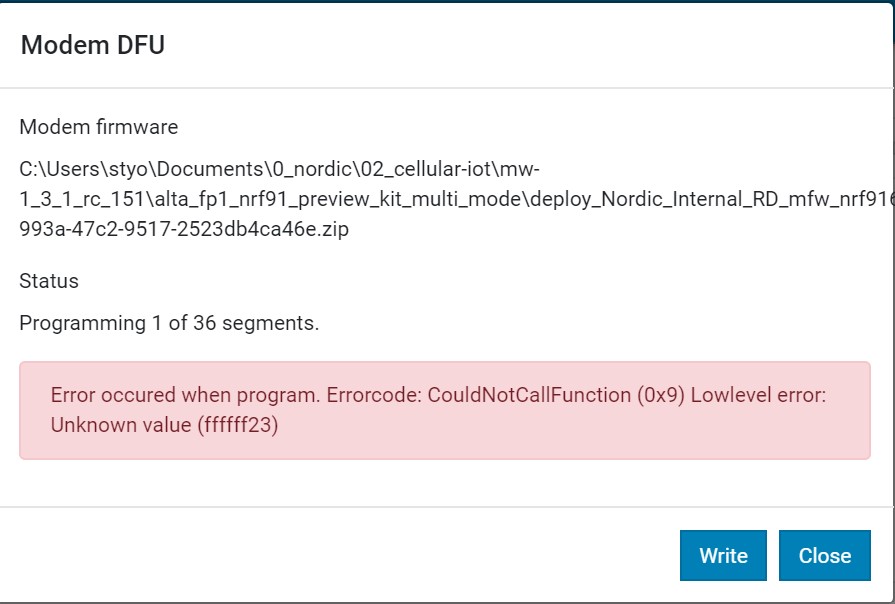 Modem DFU
Modem firmware
C:\Users\styo\Documents\0_nordic\02_cellular-iot\mw-
1_3_1_rc_151\alta_fp1_nrf91_preview_kit_multi_mode\deploy_Nordic_Internal_RD_mfw_nrf916
993a-47c2-9517-2523db4ca46e.zip
Status
Programming 1 of 36 segments.
Error occured when program. Errorcode: CouldNotCallFunction (0x9) Lowlevel error:
Unknown value (ffffff23)
Write Close